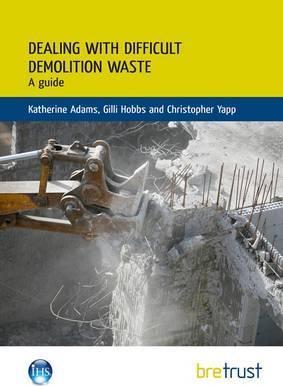 DEALING WITH DIFFICULT
DEMOLITION WASTE
A guide
Katherine Adams, Gilli Hobbs and Christopher Yapp
IHS
bretrust